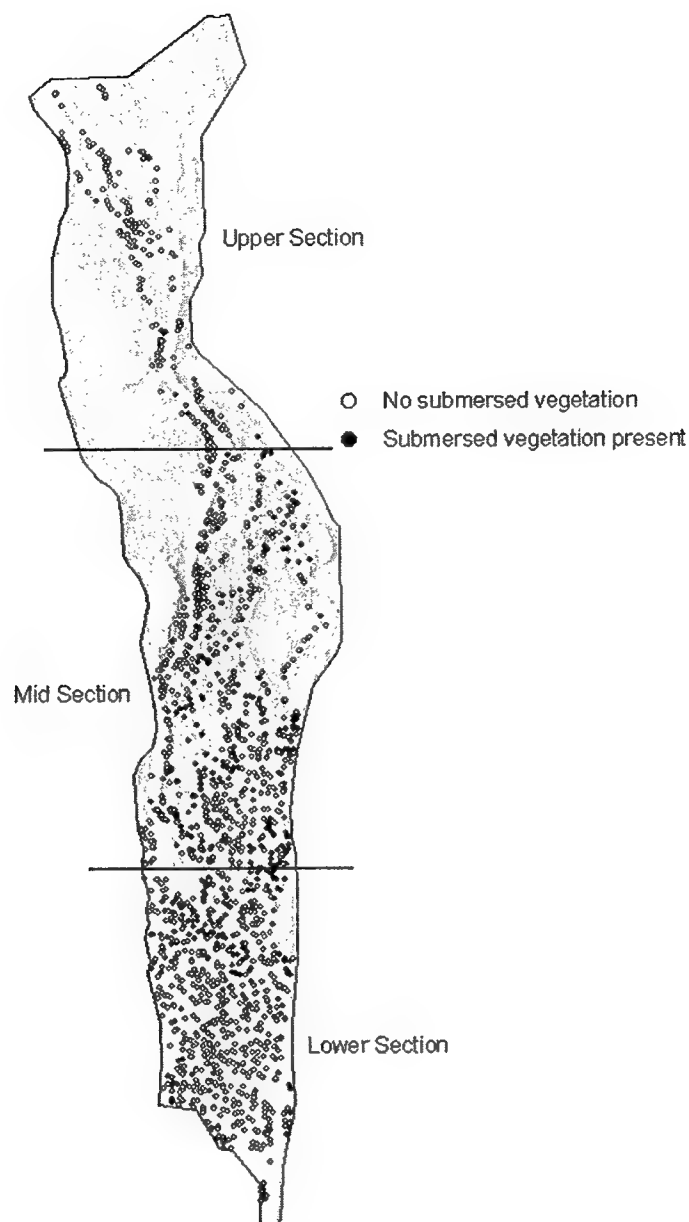 Upper Section
No submersed vegetation
Submersed vegetation present
Mid Section
Lower Section